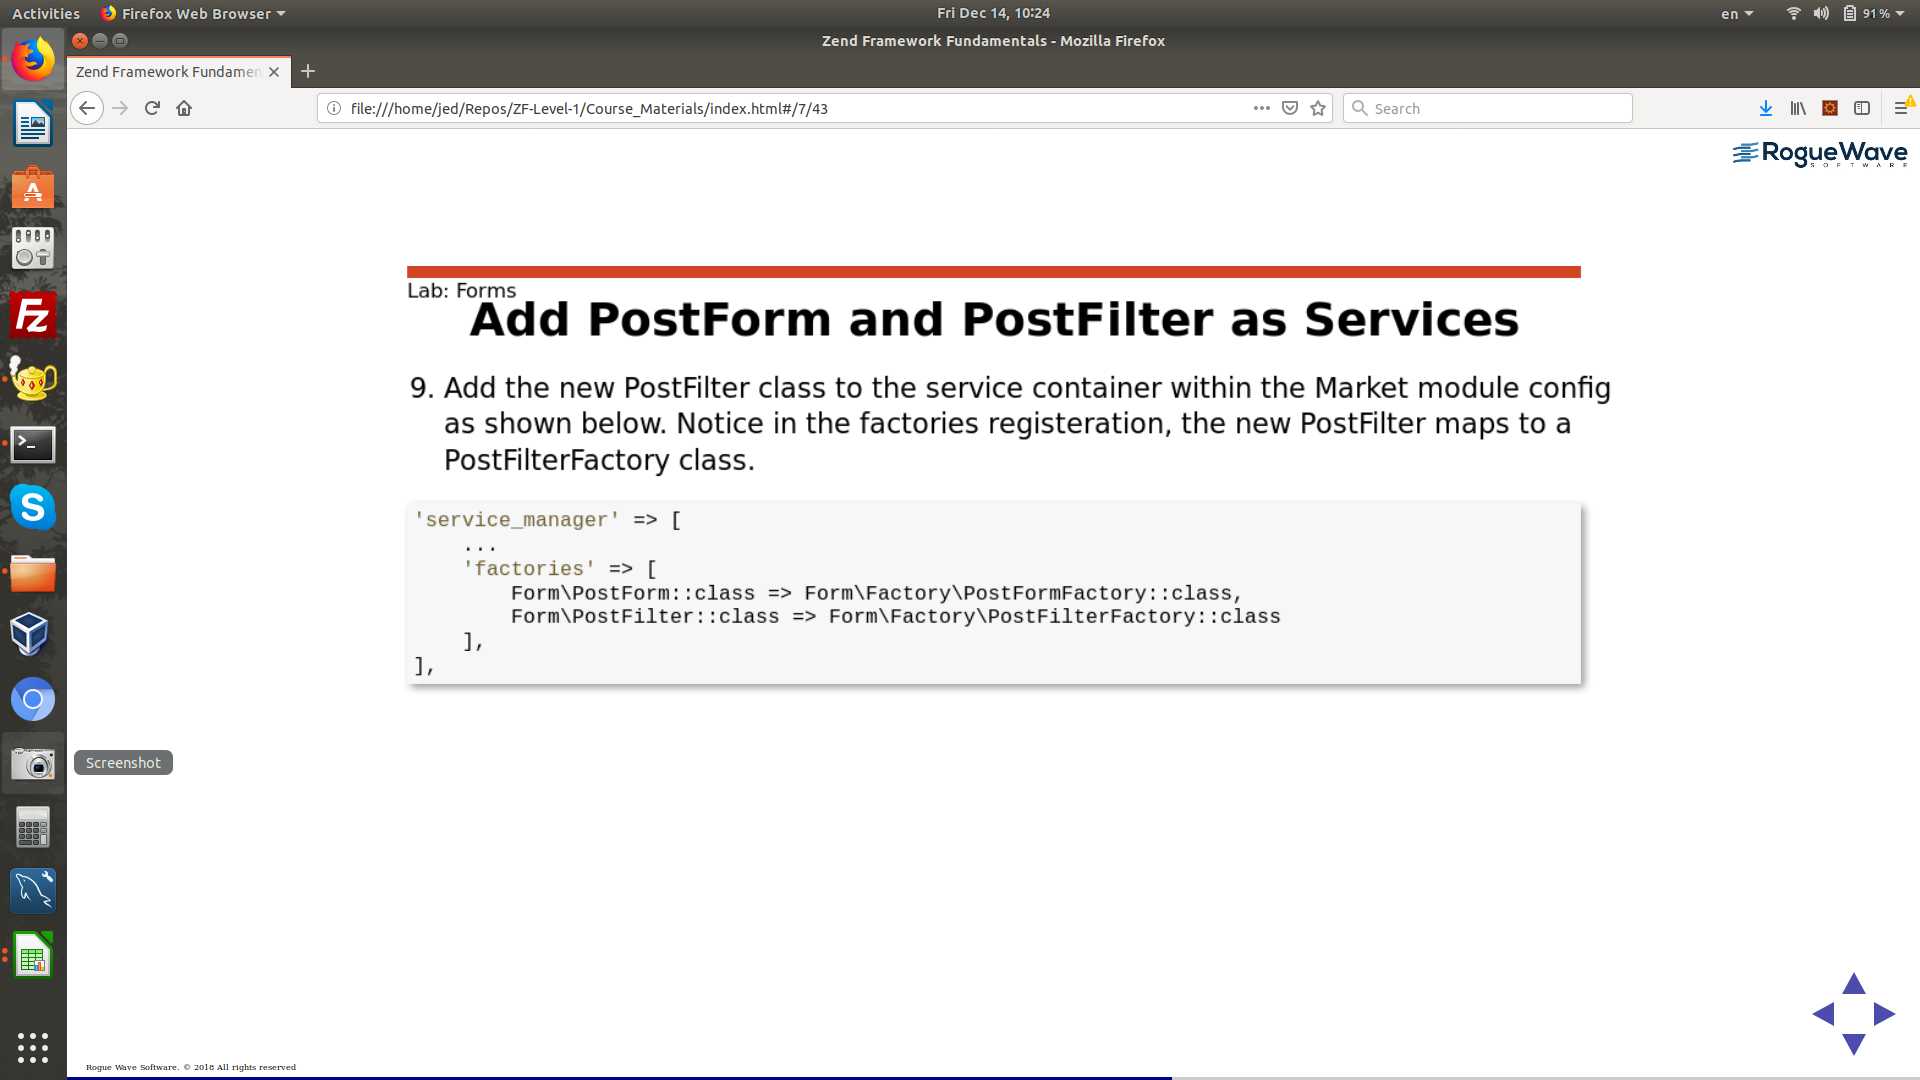 Activities
Firefox Web Browser
Fri Dec 14, 10:24
en
91 %
Zend Framework Fundamentals - Mozilla Firefox
Zend Framework Fundamen
file:///home/jed/Repos/ZF-Level-1/Course_Materials/index.html#/7/43
Search
RogueWave
SOFTWARE
Lab: Forms
Add PostForm and PostFilter as Services
9. Add the new PostFilter class to the service container within the Market module config
as shown below. Notice in the factories registeration, the new PostFilter maps to a
PostFilterFactory class.
'service_manager' => [
    ...
    'factories' => [
        Form\PostForm::class => Form\Factory\PostFormFactory::class,
        Form\PostFilter::class => Form\Factory\PostFilterFactory::class
    ],
],
Screenshot
Rogue Wave Software. © 2018 All rights reserved